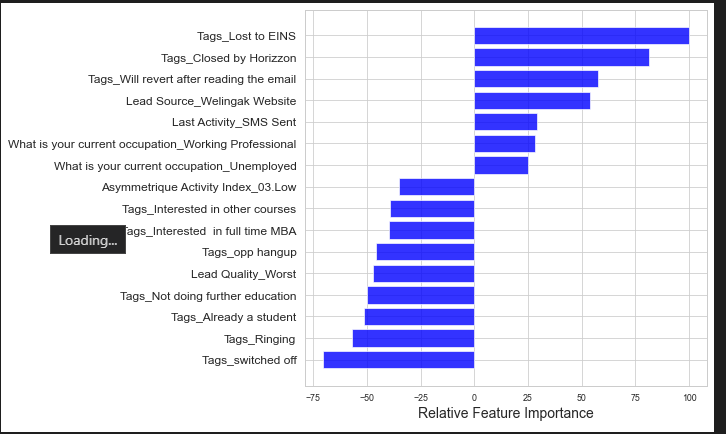 Tags_Lost to EINS
Tags_Closed by Horizzon
Tags_Will revert after reading the email
Lead Source_Welingak Website
Last Activity_SMS Sent
What is your current occupation_Working Professional
What is your current occupation_Unemployed
Asymmetrique Activity Index_03.Low
Tags_Interested in other courses
Loading...
Tags_Interested  in full time MBA
Tags_opp hangup
Lead Quality_Worst
Tags_Not doing further education
Tags_Already a student
Tags_Ringing
Tags_switched off
−75 −50 −25 0 25 50 75 100
Relative Feature Importance